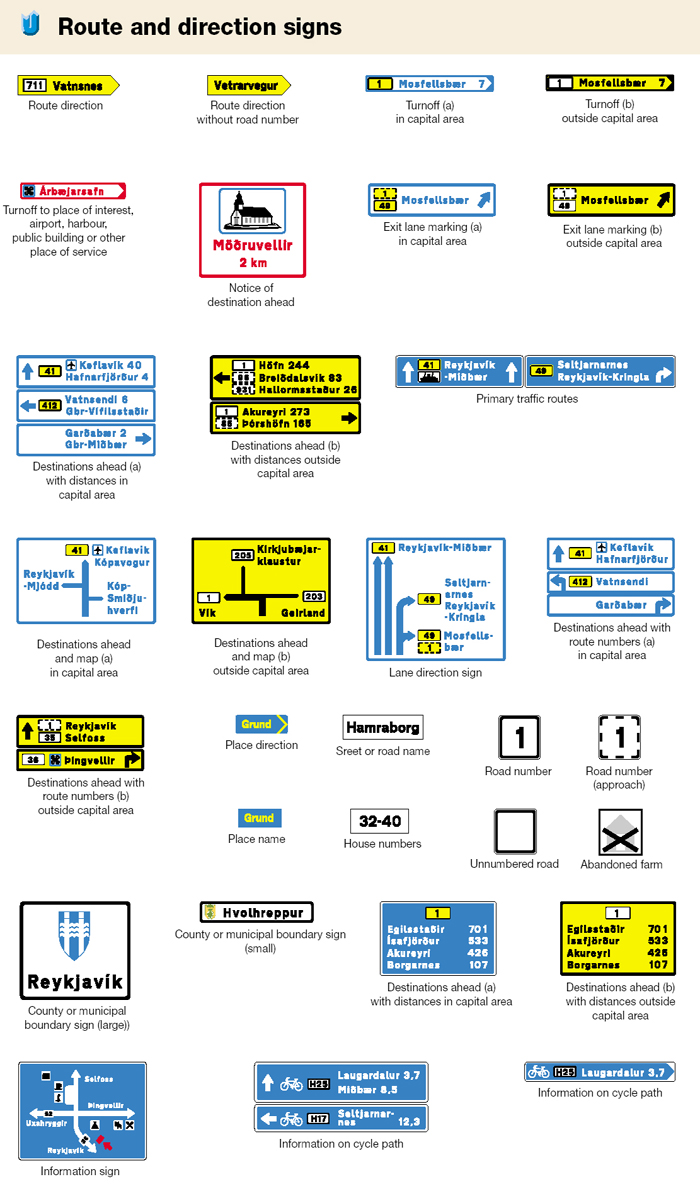 Route and direction signs
711 Vatnsnes
Route direction
Vetrarvegur
Route direction
without road number
1 Mosfellsbær 7
Turnoff (a)
in capital area
1 Mosfellsbær 7
Turnoff (b)
outside capital area
Árbæjarsafn
Turnoff to place of interest,
airport, harbour,
public building or other
place of service
Möðruvellir
2 km
Notice of
destination ahead
1
49
Mosfellsbær
Exit lane marking (a)
in capital area
1
48
Mosfellsbær
Exit lane marking (b)
outside capital area
41
Keflavík 40
Hafnarfjörður 4
412
Vatnsendi 6
Gbr-Vífilsstaðir
Garðabær 2
Gbr-Miðbær
Destinations ahead (a)
with distances in
capital area
1 Höfn 244
Breiðdalsvík 83
Hallormsstaður 26
1 Akureyri 273
85 Þórshöfn 165
Destinations ahead (b)
with distances outside
capital area
41 Reykjavík
-Miðbær
49
Seltjarnarnes
Reykjavík-Kringla
Primary traffic routes
41 Keflavík
Kópavogur
Reykjavík
-Mjódd
Kóp-
Smiðju-
hverfi
Destinations ahead
and map (a)
in capital area
205
Kirkjubæjar-
klaustur
1
203
Vík
Geirland
Destinations ahead
and map (b)
outside capital area
41 Reykjavík-Miðbær
49
Seltjarn-
arnes
Reykjavík
-Kringla
49 Mosfells-
1 bær
Lane direction sign
41
Keflavík
Hafnarfjörður
412 Vatnsendi
Garðabær
Destinations ahead with
route numbers (a)
in capital area
1 Reykjavík
35 Selfoss
36 Þingvellir
Destinations ahead with
route numbers (b)
outside capital area
Grund
Place direction
Hamraborg
Sreet or road name
1
Road number
1
Road number
(approach)
Grund
Place name
32-40
House numbers
Unnumbered road
Abandoned farm
Reykjavík
County or municipal
boundary sign (large))
Hvolhreppur
County or municipal boundary sign
(small)
1
Egilsstaðir 701
Ísafjörður 533
Akureyri 426
Borgarnes 107
Destinations ahead (a)
with distances in capital area
1
Egilsstaðir 701
Ísafjörður 533
Akureyri 426
Borgarnes 107
Destinations ahead (b)
with distances outside
capital area
Selfoss
Þingvellir
52
Uxahryggir
Reykjavík
Information sign
H25
Laugardalur 3,7
Miðbær 8,5
H17
Seltjarnar-
nes 12,3
Information on cycle path
H25 Laugardalur 3,7
Information on cycle path